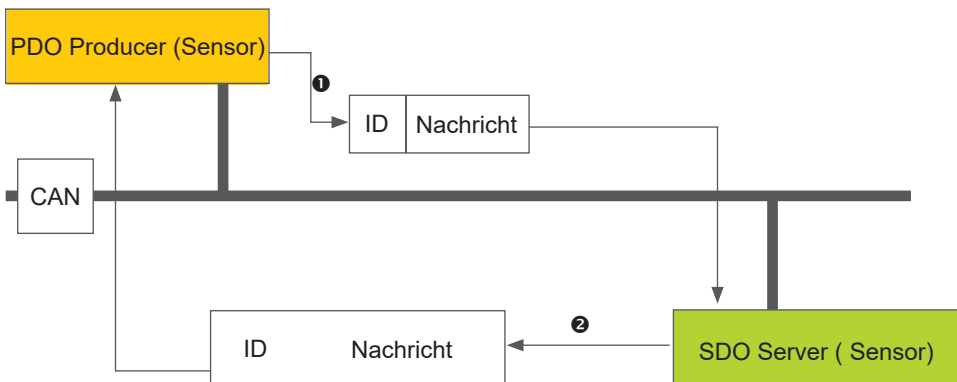 PDO Producer (Sensor)
❶
ID Nachricht
CAN
❷
ID Nachricht
SDO Server ( Sensor)